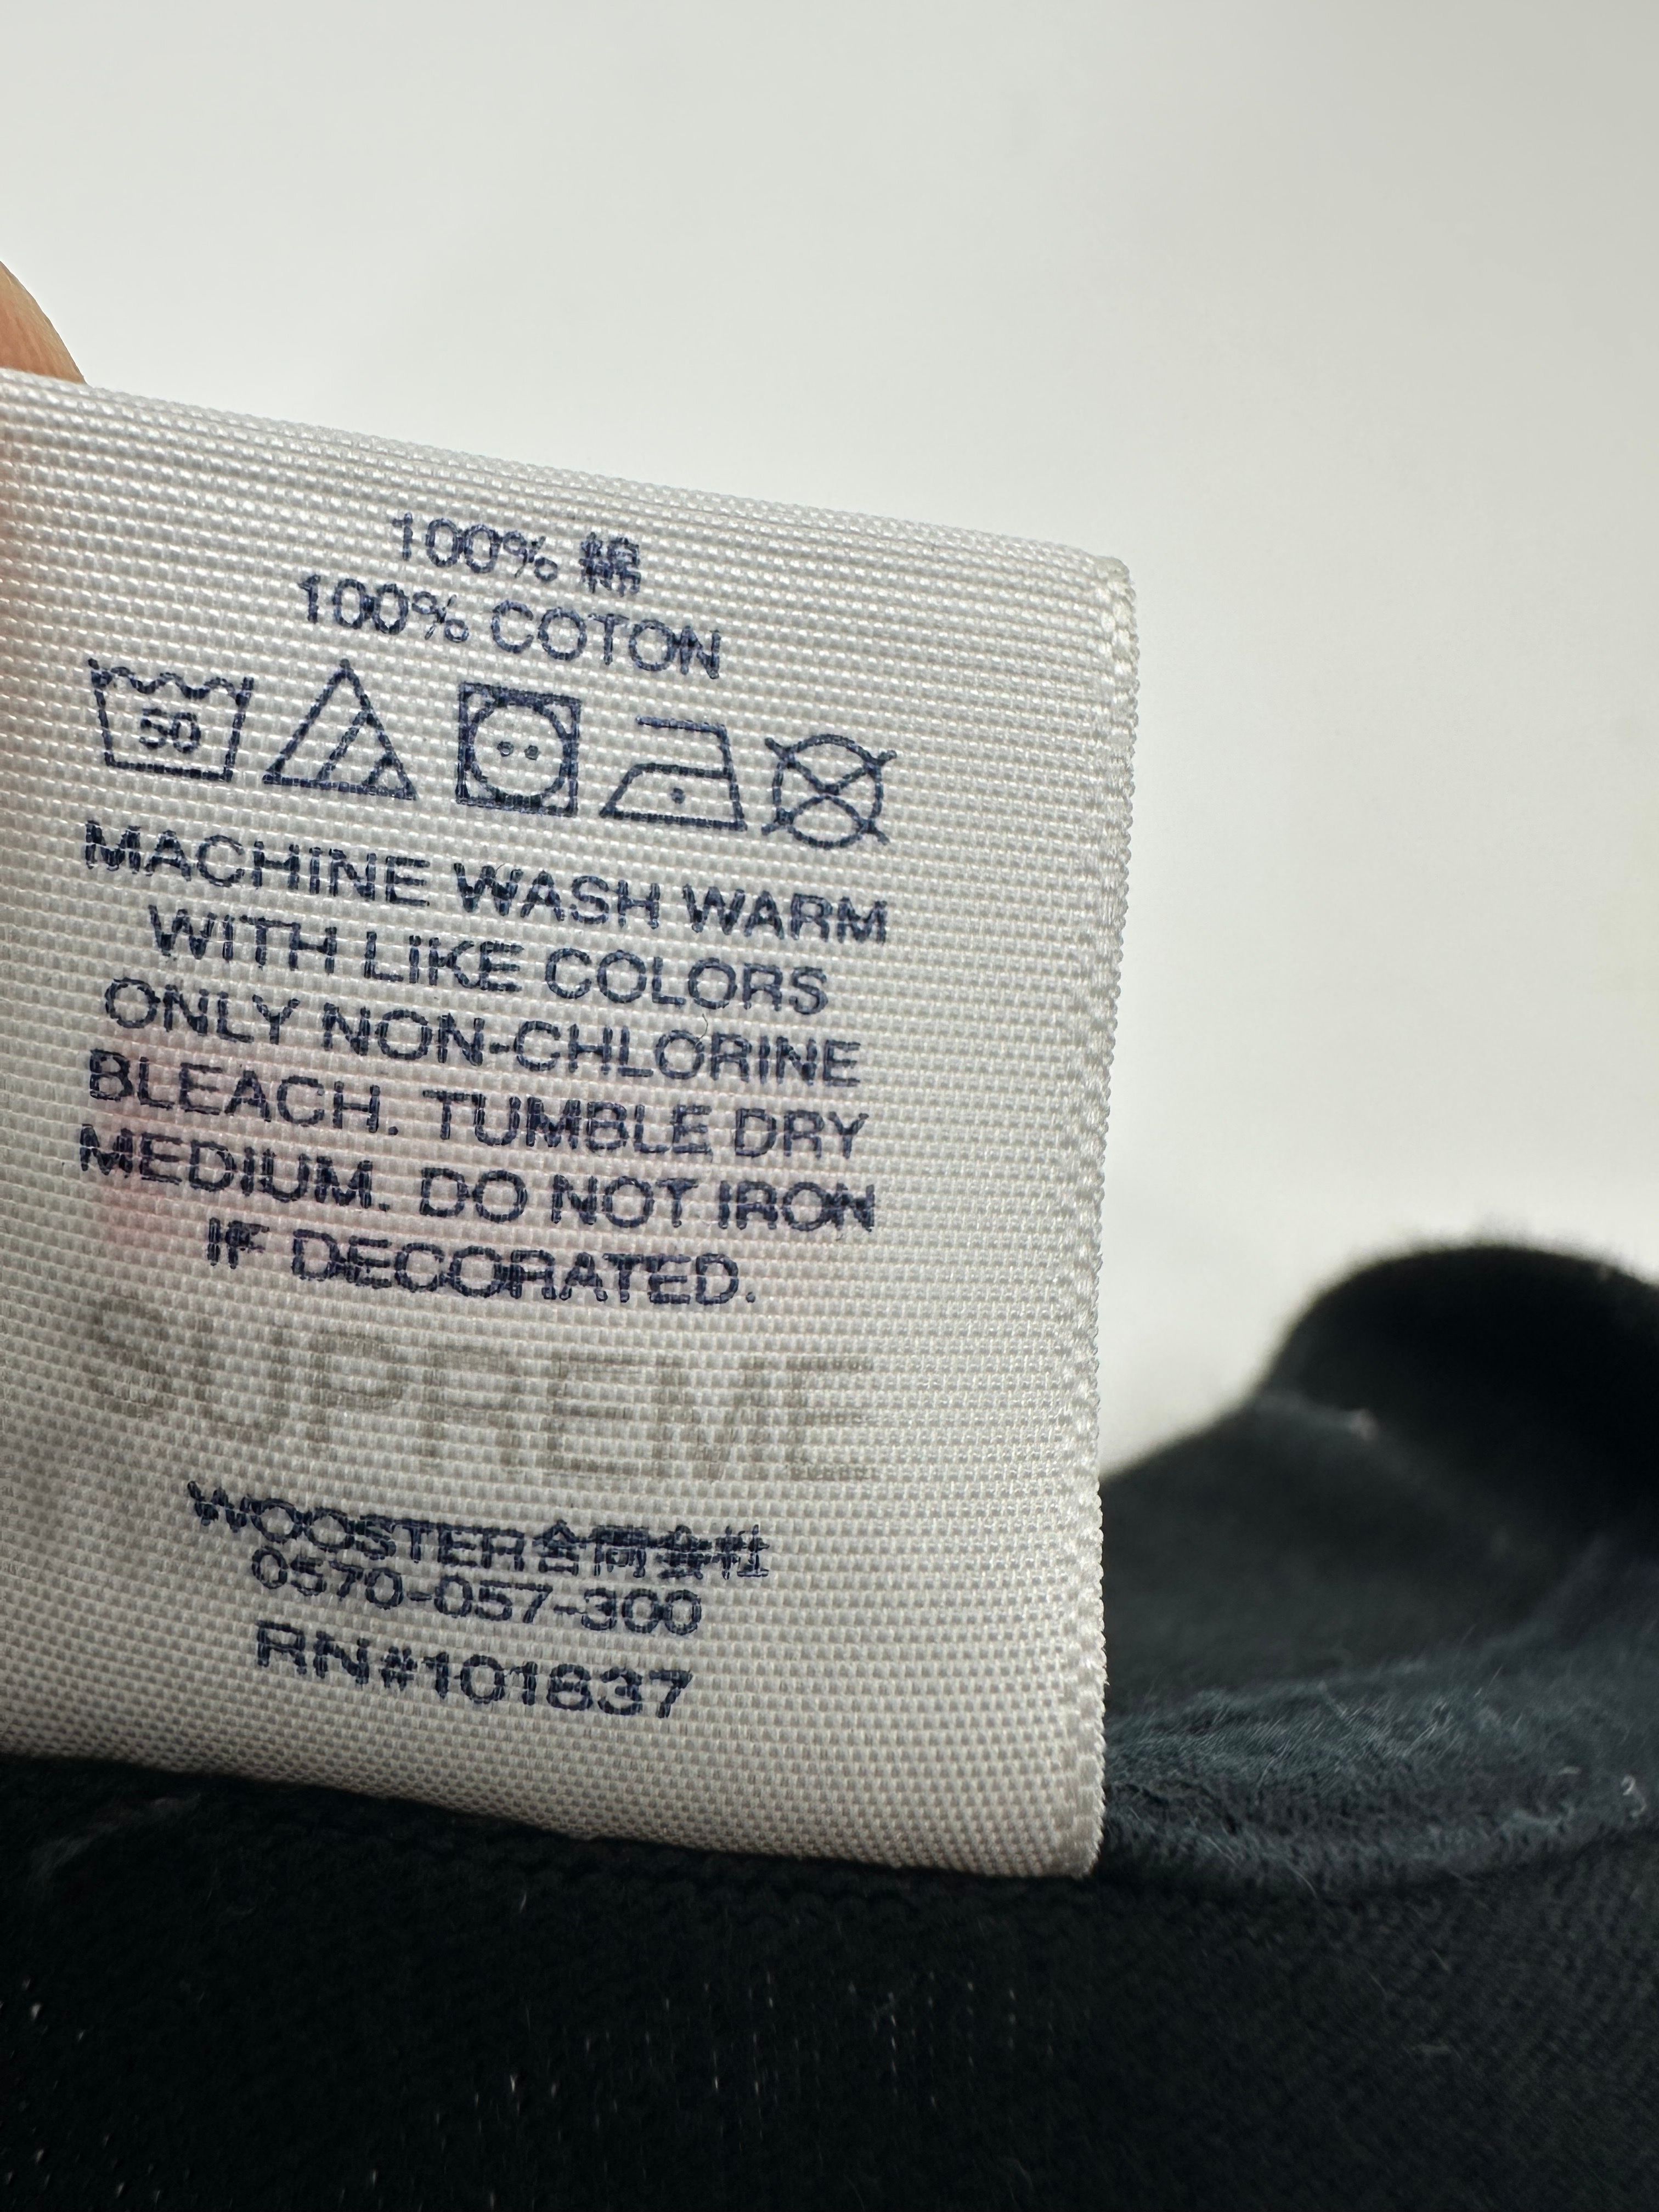 100% 綿
100% COTON
50
MACHINE WASH WARM
WITH LIKE COLORS
ONLY NON-CHLORINE
BLEACH. TUMBLE DRY
MEDIUM. DO NOT IRON
IF DECORATED.
SUPREME
WOOSTER合同会社
0570-057-300
RN#101837